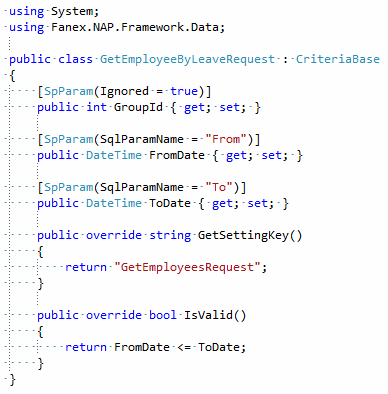 using System;
using Fanex.NAP.Framework.Data;
public class GetEmployeeByLeaveRequest : CriteriaBase
{
[SpParam(Ignored = true)]
public int GroupId { get; set; }
[SpParam(SqlParamName = "From")]
public DateTime FromDate { get; set; }
[SpParam(SqlParamName = "To")]
public DateTime ToDate { get; set; }
public override string GetSettingKey()
{
return "GetEmployeesRequest";
}
public override bool IsValid()
{
return FromDate <= ToDate;
}
}